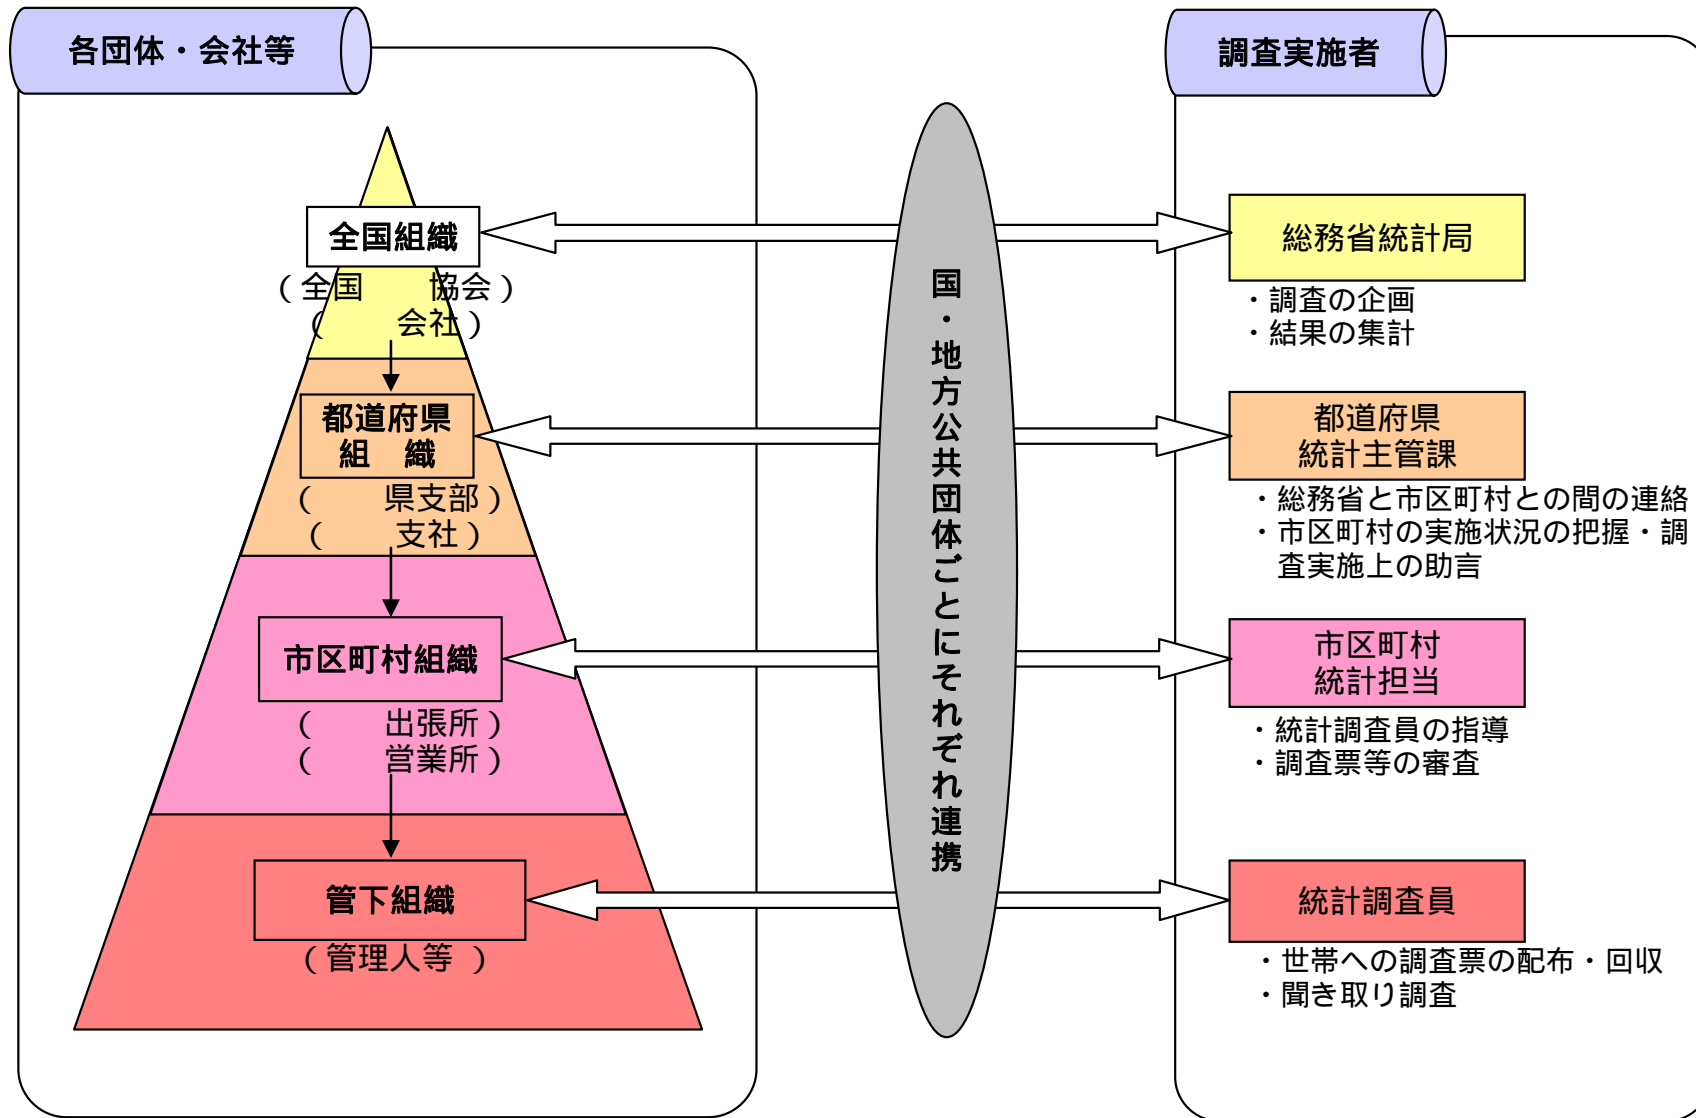 各団体・会社等
全国組織
（全国　　協会）
（　　会社）
都道府県
組　織
（　　県支部）
（　　支社）
市区町村組織
（　　出張所）
（　　営業所）
管下組織
（管理人等 ）
国・地方公共団体ごとにそれぞれ連携
調査実施者
総務省統計局
・調査の企画
・結果の集計
都道府県
統計主管課
・総務省と市区町村との間の連絡
・市区町村の実施状況の把握・調
査実施上の助言
市区町村
統計担当
・統計調査員の指導
・調査票等の審査
統計調査員
・世帯への調査票の配布・回収
・聞き取り調査